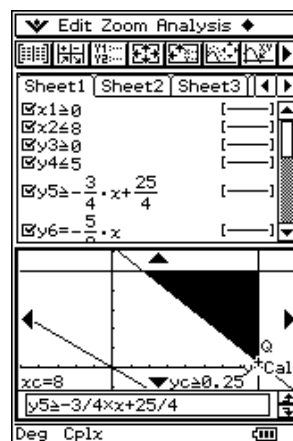 Edit Zoom Analysis
Sheet1 Sheet2 Sheet3
x1≥0 [—]
x2≤8 [—]
y3≥0 [—]
y4≤5 [—]
y5≥-3/4·x+25/4 [—]
y6=-5/8·x [—]
Q
y Cal
xc=8 yc≥0.25
y5≥-3/4×x+25/4
Deg Cplx